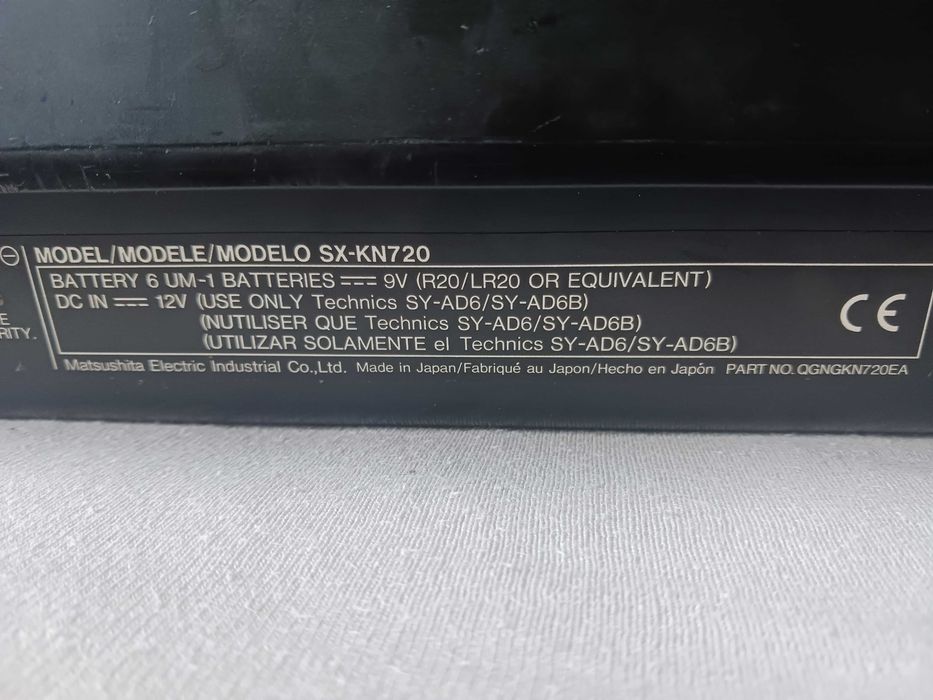 MODEL/MODELE/MODELO SX-KN720
BATTERY 6 UM-1 BATTERIES ⎓ 9V (R20/LR20 OR EQUIVALENT)
DC IN ⎓ 12V (USE ONLY Technics SY-AD6/SY-AD6B)
(NUTILISER QUE Technics SY-AD6/SY-AD6B)
(UTILIZAR SOLAMENTE el Technics SY-AD6/SY-AD6B)
CE
RITY.
Matsushita Electric Industrial Co.,Ltd. Made in Japan/Fabriqué au Japon/Hecho en Japón PART NO. QGNGKN720EA